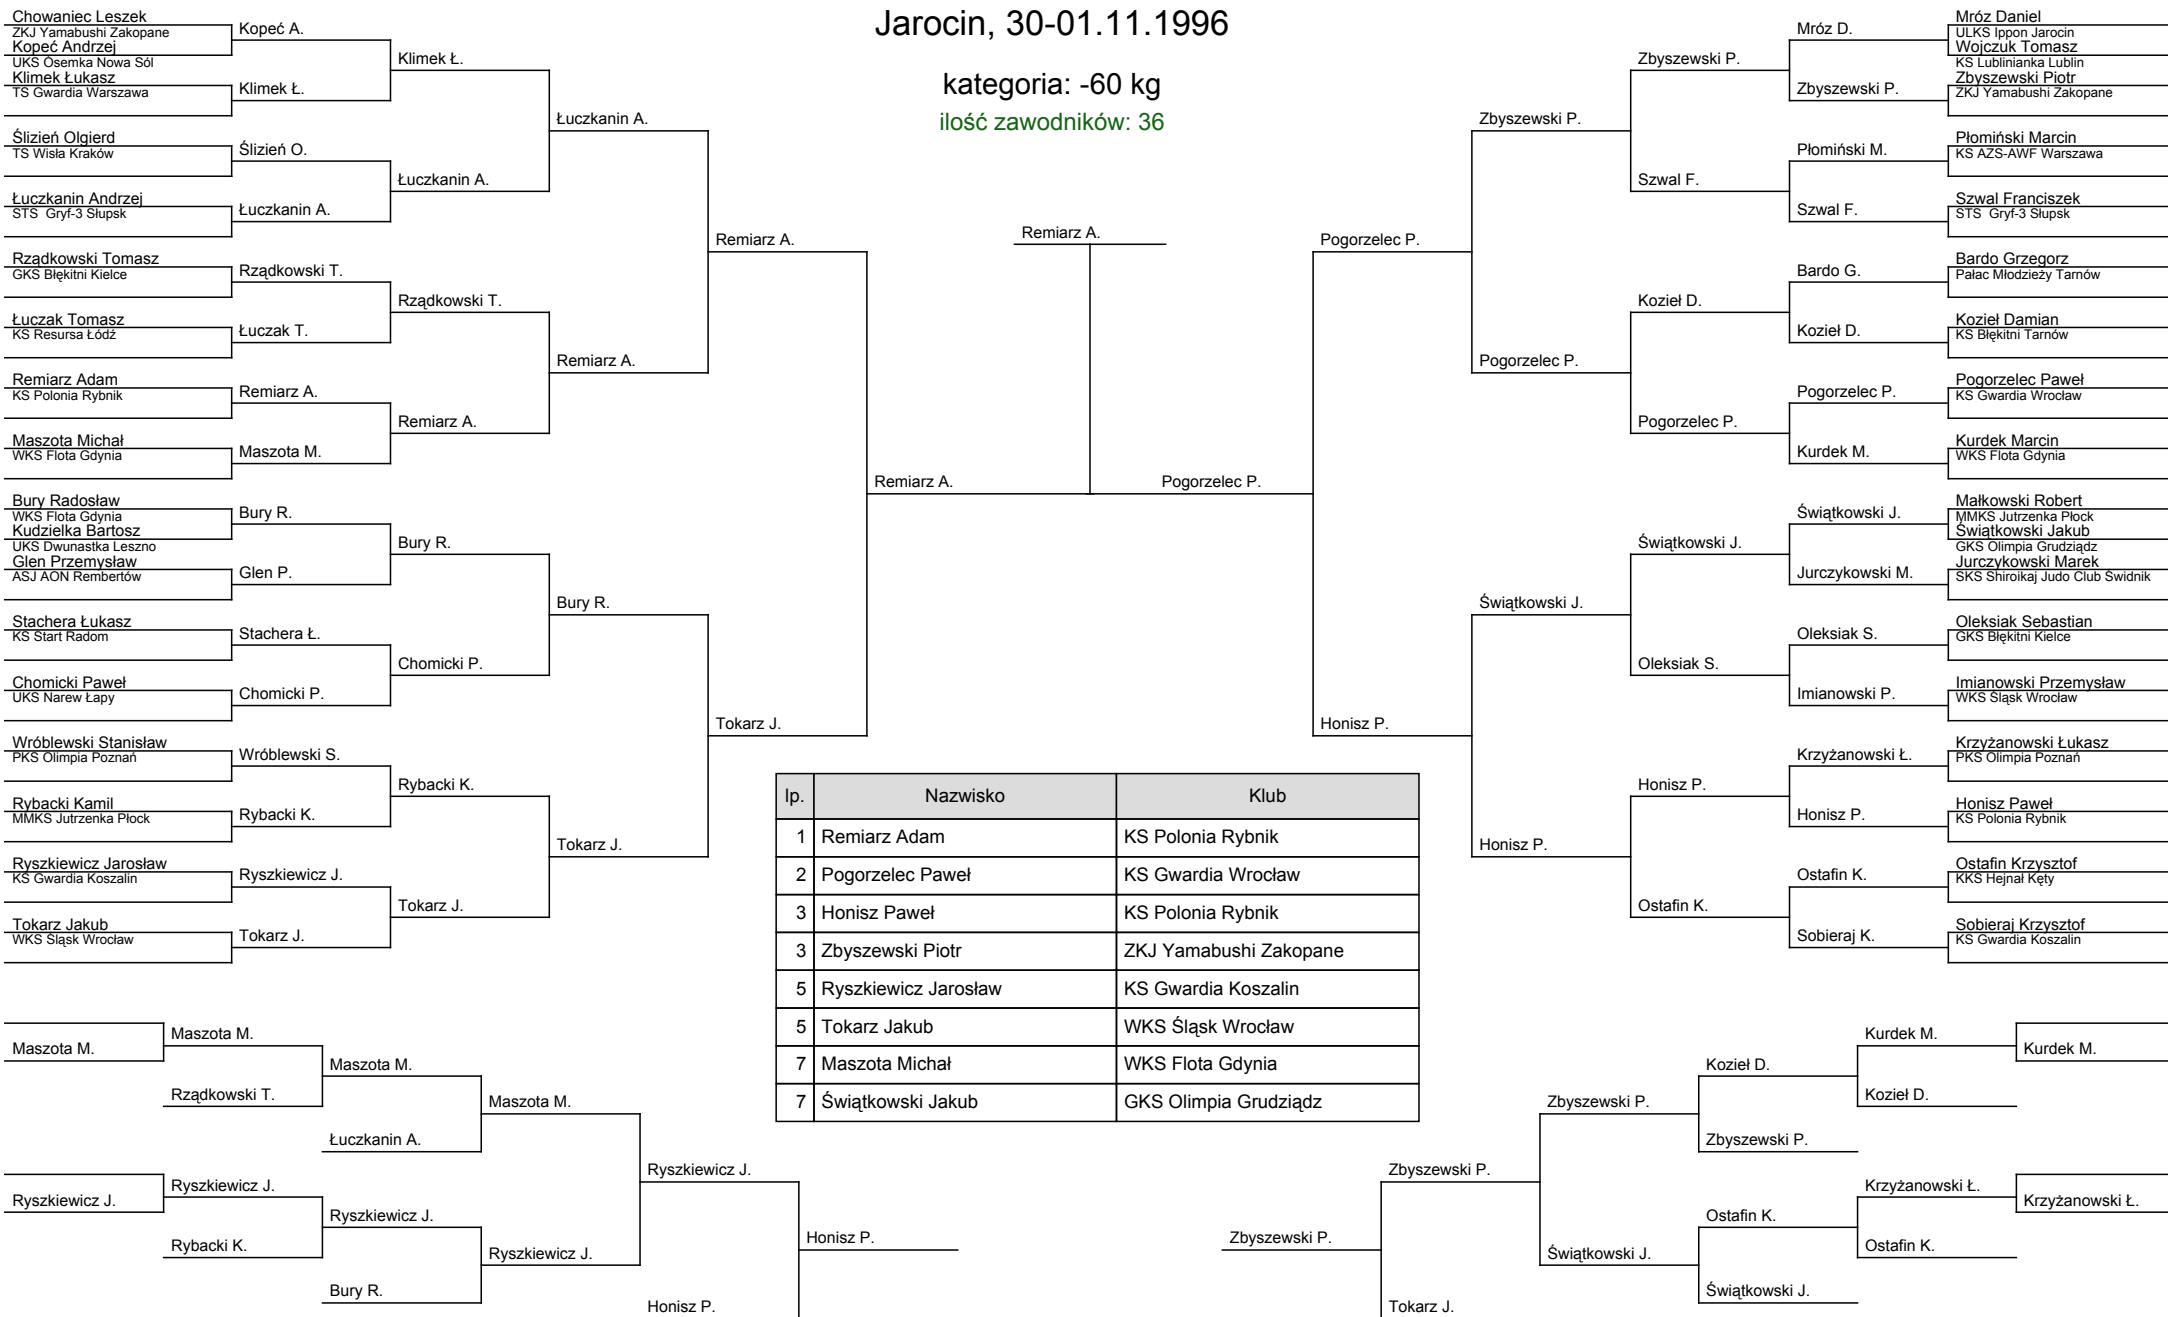 Jarocin, 30-01.11.1996
kategoria: -60 kg
ilość zawodników: 36
Chowaniec Leszek
ZKJ Yamabushi Zakopane
Kopeć Andrzej
UKS Ósemka Nowa Sól
Klimek Łukasz
TS Gwardia Warszawa
Ślizień Olgierd
TS Wisła Kraków
Łuczkanin Andrzej
STS Gryf-3 Słupsk
Rządkowski Tomasz
GKS Błękitni Kielce
Łuczak Tomasz
KS Resursa Łódź
Remiarz Adam
KS Polonia Rybnik
Maszota Michał
WKS Flota Gdynia
Bury Radosław
WKS Flota Gdynia
Kudzielka Bartosz
UKS Dwunastka Leszno
Glen Przemysław
ASJ AON Rembertów
Stachera Łukasz
KS Start Radom
Chomicki Paweł
UKS Narew Łapy
Wróblewski Stanisław
PKS Olimpia Poznań
Rybacki Kamil
MMKS Jutrzenka Płock
Ryszkiewicz Jarosław
KS Gwardia Koszalin
Tokarz Jakub
WKS Śląsk Wrocław
Kopeć A.
Klimek Ł.
Ślizień O.
Łuczkanin A.
Rządkowski T.
Łuczak T.
Remiarz A.
Maszota M.
Bury R.
Glen P.
Stachera Ł.
Chomicki P.
Wróblewski S.
Rybacki K.
Ryszkiewicz J.
Tokarz J.
Klimek Ł.
Łuczkanin A.
Rządkowski T.
Remiarz A.
Bury R.
Chomicki P.
Rybacki K.
Tokarz J.
Łuczkanin A.
Remiarz A.
Bury R.
Tokarz J.
Remiarz A.
Tokarz J.
Remiarz A.
Remiarz A.
Pogorzelec P.
Pogorzelec P.
Honisz P.
Zbyszewski P.
Pogorzelec P.
Świątkowski J.
Honisz P.
Zbyszewski P.
Szwal F.
Kozieł D.
Pogorzelec P.
Świątkowski J.
Oleksiak S.
Honisz P.
Ostafin K.
Mróz D.
Zbyszewski P.
Płomiński M.
Szwal F.
Bardo G.
Kozieł D.
Pogorzelec P.
Kurdek M.
Świątkowski J.
Jurczykowski M.
Oleksiak S.
Imianowski P.
Krzyżanowski Ł.
Honisz P.
Ostafin K.
Sobieraj K.
Mróz Daniel
ULKS Ippon Jarocin
Wojczuk Tomasz
KS Lublinianka Lublin
Zbyszewski Piotr
ZKJ Yamabushi Zakopane
Płomiński Marcin
KS AZS-AWF Warszawa
Szwal Franciszek
STS Gryf-3 Słupsk
Bardo Grzegorz
Pałac Młodzieży Tarnów
Kozieł Damian
KS Błękitni Tarnów
Pogorzelec Paweł
KS Gwardia Wrocław
Kurdek Marcin
WKS Flota Gdynia
Małkowski Robert
MMKS Jutrzenka Płock
Świątkowski Jakub
GKS Olimpia Grudziądz
Jurczykowski Marek
SKS Shiroikaj Judo Club Świdnik
Oleksiak Sebastian
GKS Błękitni Kielce
Imianowski Przemysław
WKS Śląsk Wrocław
Krzyżanowski Łukasz
PKS Olimpia Poznań
Honisz Paweł
KS Polonia Rybnik
Ostafin Krzysztof
KKS Hejnał Kęty
Sobieraj Krzysztof
KS Gwardia Koszalin
lp. Nazwisko Klub
1 Remiarz Adam KS Polonia Rybnik
2 Pogorzelec Paweł KS Gwardia Wrocław
3 Honisz Paweł KS Polonia Rybnik
3 Zbyszewski Piotr ZKJ Yamabushi Zakopane
5 Ryszkiewicz Jarosław KS Gwardia Koszalin
5 Tokarz Jakub WKS Śląsk Wrocław
7 Maszota Michał WKS Flota Gdynia
7 Świątkowski Jakub GKS Olimpia Grudziądz
Maszota M.
Ryszkiewicz J.
Maszota M.
Rządkowski T.
Ryszkiewicz J.
Rybacki K.
Maszota M.
Łuczkanin A.
Ryszkiewicz J.
Bury R.
Maszota M.
Ryszkiewicz J.
Ryszkiewicz J.
Honisz P.
Honisz P.
Zbyszewski P.
Zbyszewski P.
Tokarz J.
Zbyszewski P.
Świątkowski J.
Kozieł D.
Zbyszewski P.
Ostafin K.
Świątkowski J.
Kurdek M.
Kozieł D.
Krzyżanowski Ł.
Ostafin K.
Kurdek M.
Krzyżanowski Ł.